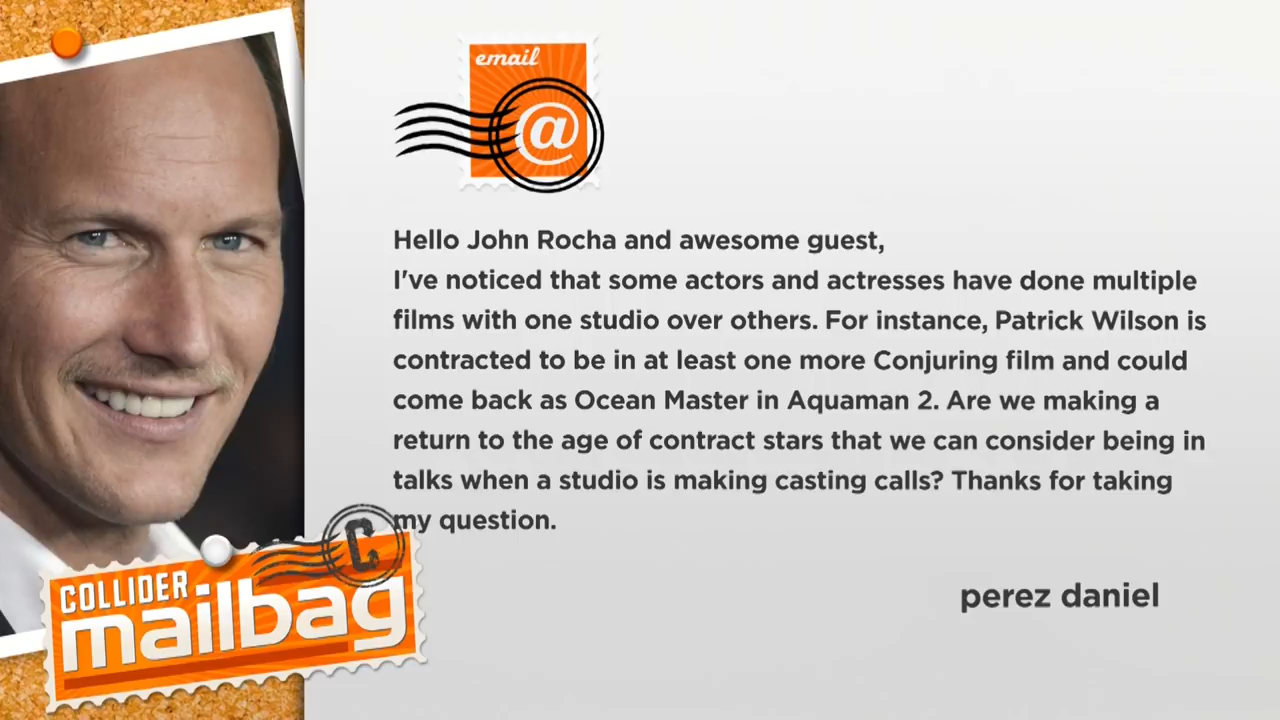 email
@
Hello John Rocha and awesome guest,
I've noticed that some actors and actresses have done multiple
films with one studio over others. For instance, Patrick Wilson is
contracted to be in at least one more Conjuring film and could
come back as Ocean Master in Aquaman 2. Are we making a
return to the age of contract stars that we can consider being in
talks when a studio is making casting calls? Thanks for taking
my question.
perez daniel
C
COLLIDER
mailbag